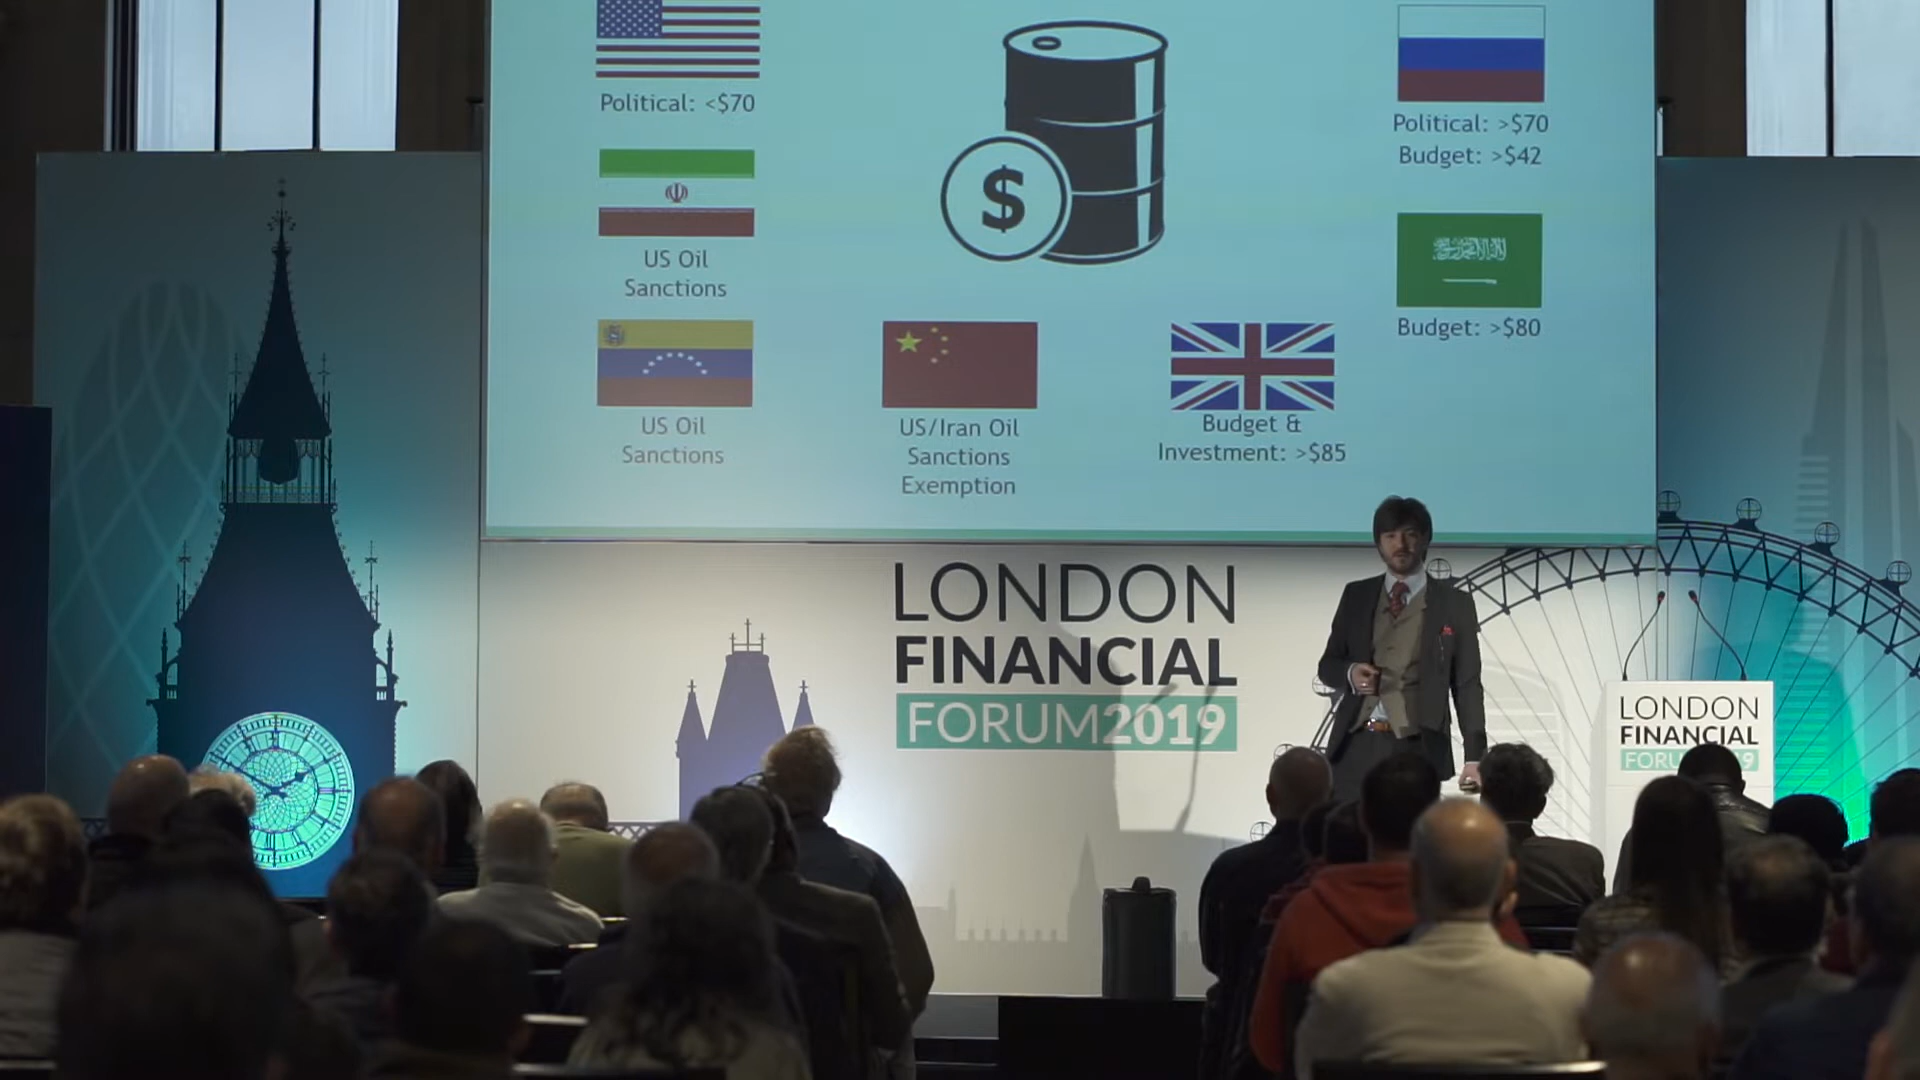 Political: <$70
US Oil
Sanctions
US Oil
Sanctions
US/Iran Oil
Sanctions
Exemption
$
Budget &
Investment: >$85
Political: >$70
Budget: >$42
Budget: >$80
LONDON
FINANCIAL
FORUM2019
LONDON
FINANCIAL